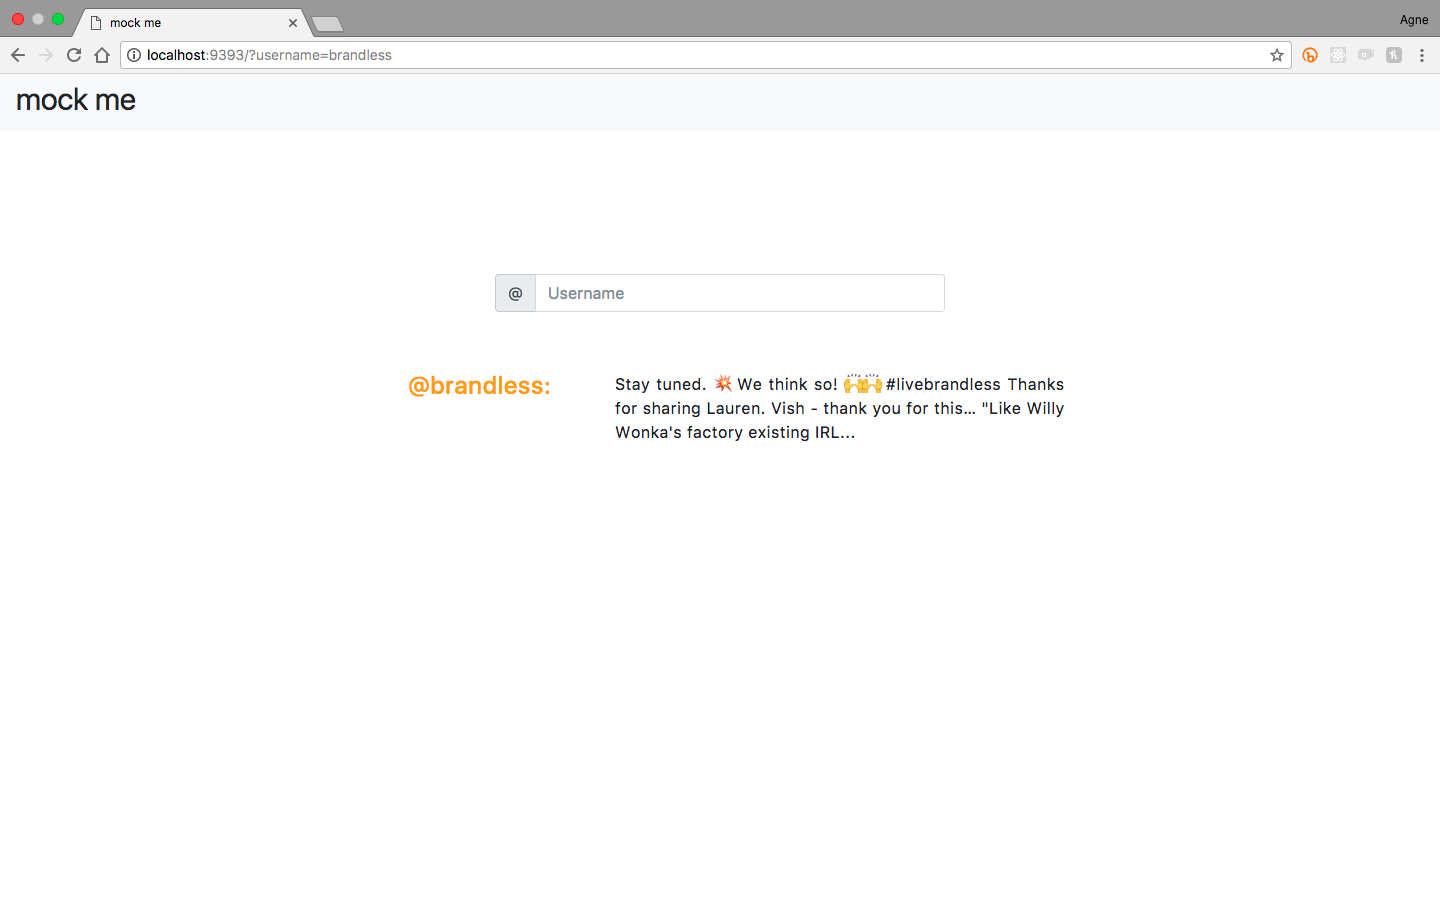 mock me
Agne
localhost:9393/?username=brandless
mock me
@ Username
@brandless:
Stay tuned. 💥 We think so! 🙌🙌 #livebrandless Thanks
for sharing Lauren. Vish - thank you for this… "Like Willy
Wonka's factory existing IRL...